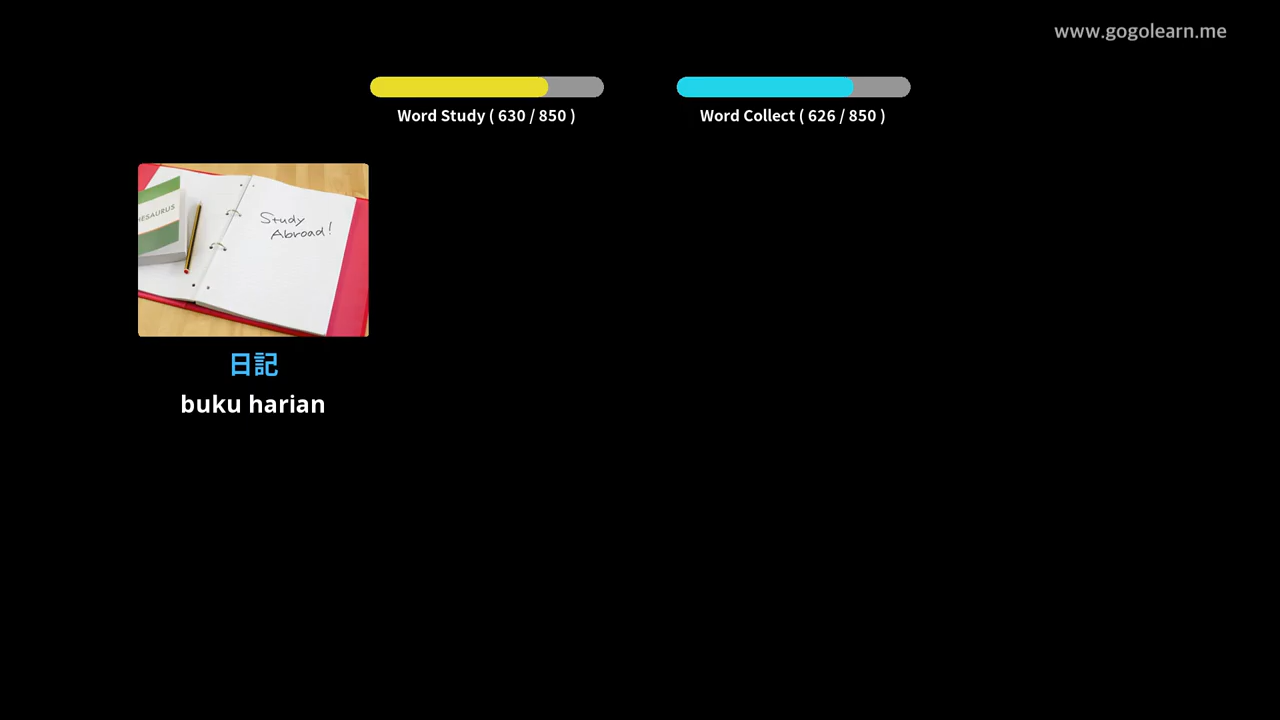 www.gogolearn.me
Word Study ( 630 / 850 )
Word Collect ( 626 / 850 )
Study
Abroad!
日記
buku harian